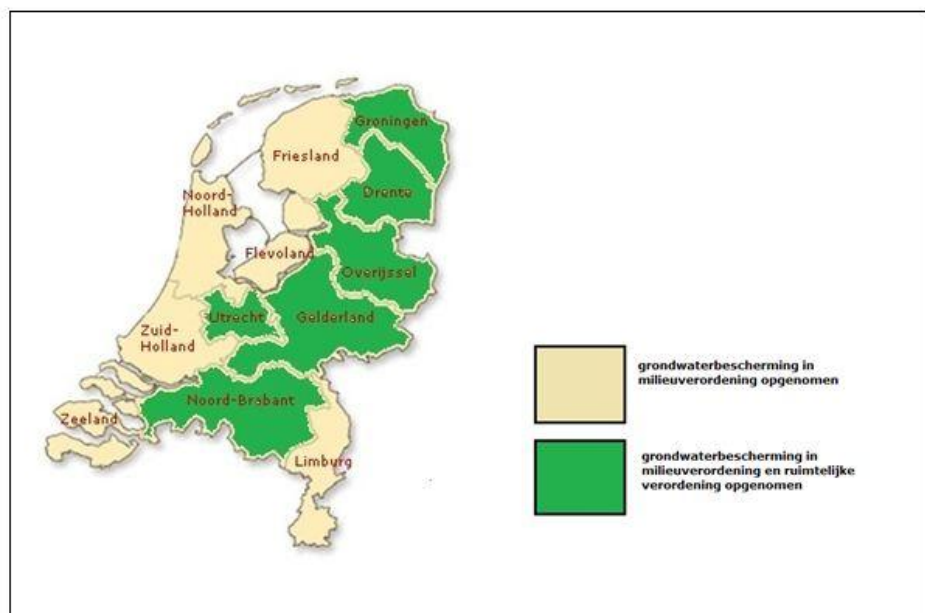 Groningen
Friesland
Drente
Noord-
Holland
Flevoland
Overijssel
Utrecht
Gelderland
Zuid-
Holland
Noord-Brabant
Zeeland
Limburg
grondwaterbescherming in
milieuverordening opgenomen
grondwaterbescherming in
milieuverordening en ruimtelijke
verordening opgenomen